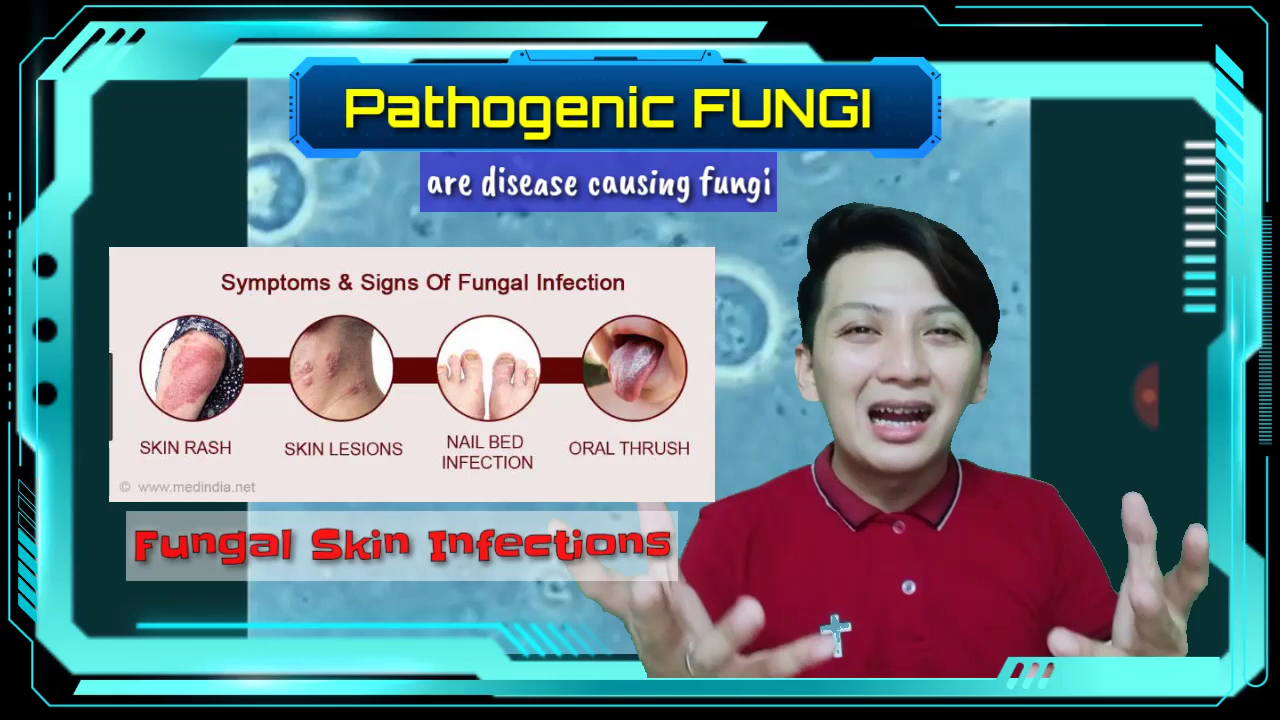 Pathogenic FUNGI
are disease causing fungi
Symptoms & Signs Of Fungal Infection
SKIN RASH
SKIN LESIONS
NAIL BED
INFECTION
ORAL THRUSH
© www.medindia.net
Fungal Skin Infections